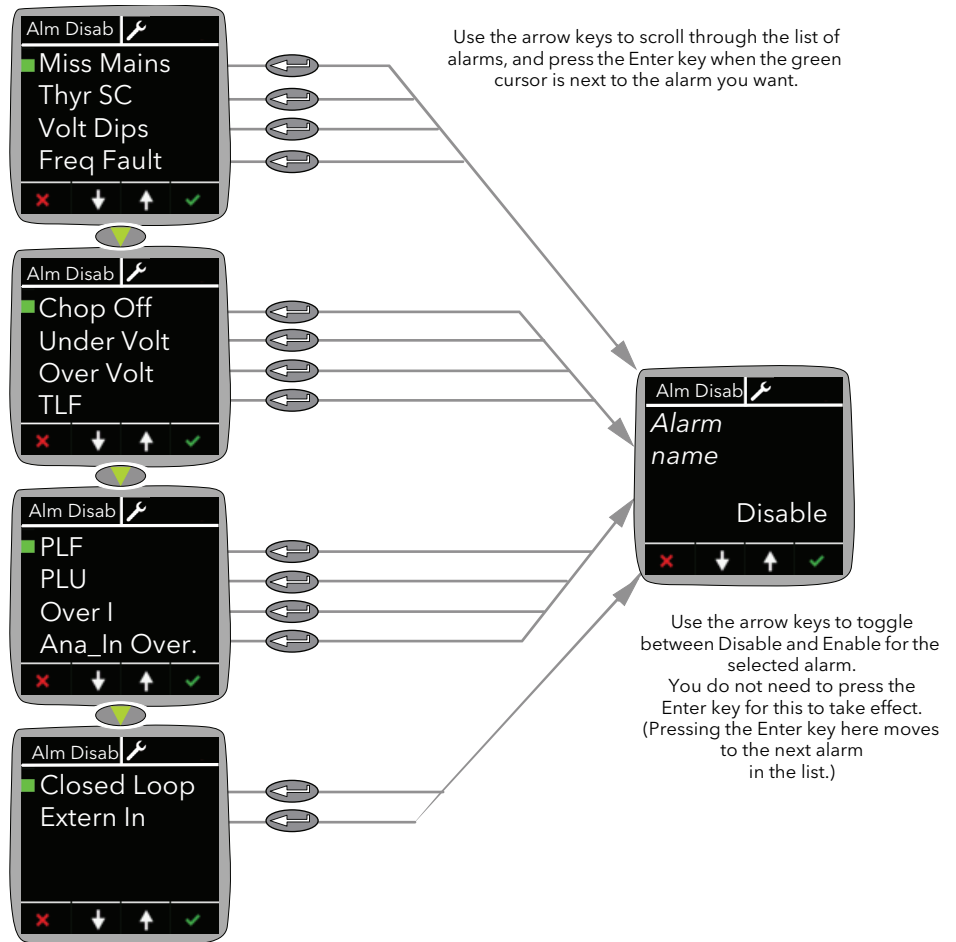 Alm Disab
Miss Mains
Thyr SC
Volt Dips
Freq Fault
Use the arrow keys to scroll through the list of
alarms, and press the Enter key when the green
cursor is next to the alarm you want.
Alm Disab
Chop Off
Under Volt
Over Volt
TLF
Alm Disab
PLF
PLU
Over I
Ana_In Over.
Alm Disab
Closed Loop
Extern In
Alm Disab
Alarm
name
Disable
Use the arrow keys to toggle
between Disable and Enable for the
selected alarm.
You do not need to press the
Enter key for this to take effect.
(Pressing the Enter key here moves
to the next alarm
in the list.)